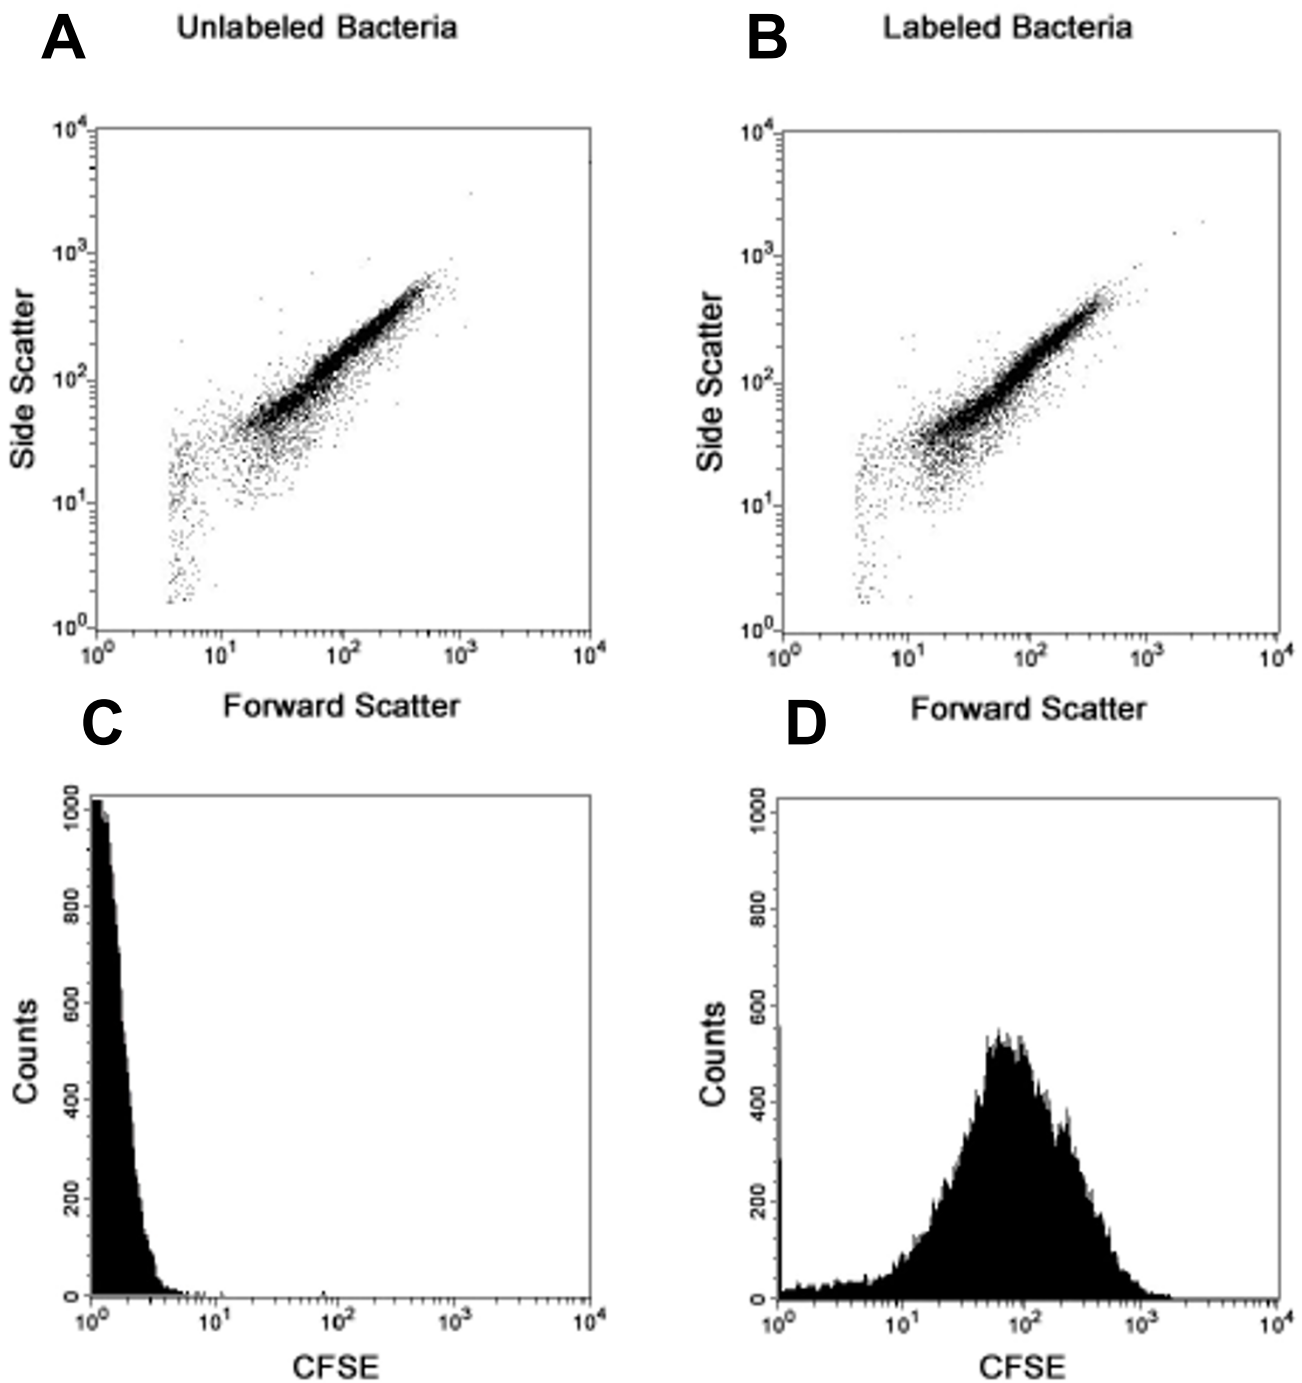 A Unlabeled Bacteria
B Labeled Bacteria
Side Scatter
10⁴
10³
10²
10¹
10⁰
10⁰ 10¹ 10² 10³ 10⁴
Forward Scatter
Side Scatter
10⁴
10³
10²
10¹
10⁰
10⁰ 10¹ 10² 10³ 10⁴
Forward Scatter
C
Counts
1000
800
600
400
200
0
10⁰ 10¹ 10² 10³ 10⁴
CFSE
D
Counts
1000
800
600
400
200
0
10⁰ 10¹ 10² 10³ 10⁴
CFSE